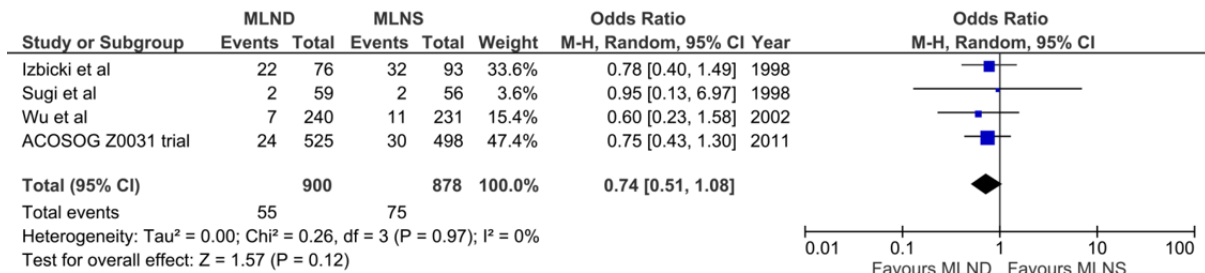 MLND MLNS Odds Ratio Odds Ratio
Study or Subgroup Events Total Events Total Weight M-H, Random, 95% CI Year M-H, Random, 95% CI
Izbicki et al 22 76 32 93 33.6% 0.78 [0.40, 1.49] 1998
Sugi et al 2 59 2 56 3.6% 0.95 [0.13, 6.97] 1998
Wu et al 7 240 11 231 15.4% 0.60 [0.23, 1.58] 2002
ACOSOG Z0031 trial 24 525 30 498 47.4% 0.75 [0.43, 1.30] 2011
Total (95% CI) 900 878 100.0% 0.74 [0.51, 1.08]
Total events 55 75
Heterogeneity: Tau² = 0.00; Chi² = 0.26, df = 3 (P = 0.97); I² = 0%
Test for overall effect: Z = 1.57 (P = 0.12)
0.01 0.1 1 10 100
Favours MLND Favours MLNS